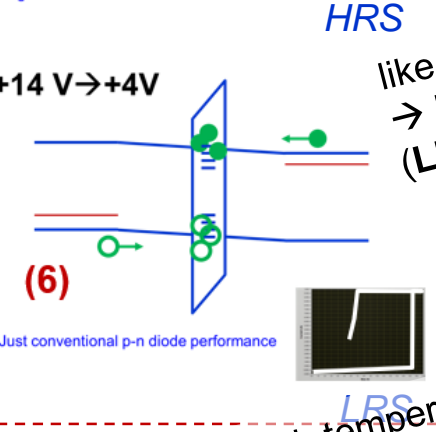 HRS
+14 V→+4V
like
→
(6)
Just conventional p-n diode performance
LRS